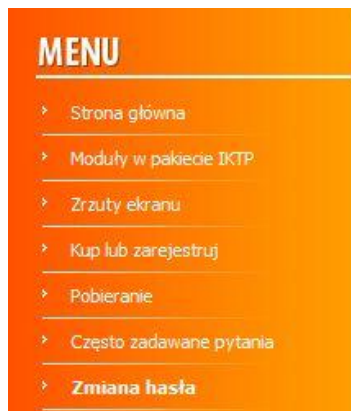 MENU
Strona główna
Moduły w pakiecie IKTP
Zrzuty ekranu
Kup lub zarejestruj
Pobieranie
Często zadawane pytania
Zmiana hasła